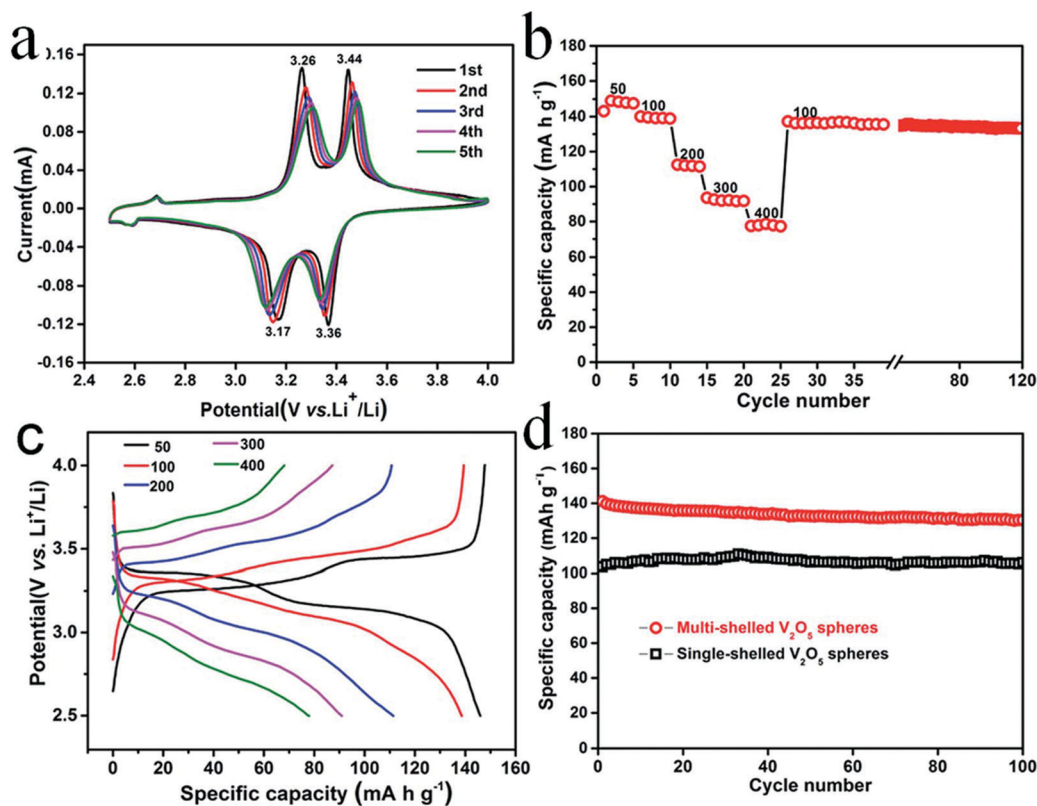 a
0.16
0.12
0.08
0.04
0.00
-0.04
-0.08
-0.12
-0.16
Current(mA)
3.26
3.44
1st
2nd
3rd
4th
5th
3.17
3.36
2.4 2.6 2.8 3.0 3.2 3.4 3.6 3.8 4.0
Potential(V vs.Li⁺/Li)
b
180
160
140
120
100
80
60
40
20
0
Specific capacity (mA h g⁻¹)
50
100
200
300
400
100
0 5 10 15 20 25 30 35 80 120
Cycle number
c
50
100
200
300
400
4.0
3.5
3.0
2.5
Potential(V vs. Li⁺/Li)
0 20 40 60 80 100 120 140 160
Specific capacity (mA h g⁻¹)
d
180
160
140
120
100
80
60
40
20
0
Specific capacity (mAh g⁻¹)
Multi-shelled V₂O₅ spheres
Single-shelled V₂O₅ spheres
0 20 40 60 80 100
Cycle number